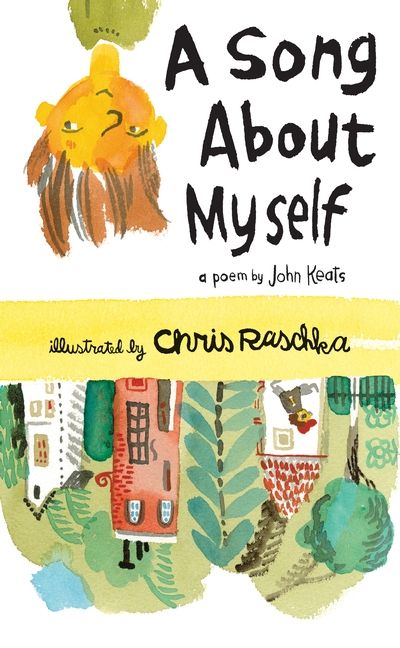 A Song
About
Myself
a poem by John Keats
illustrated by Chris Raschka